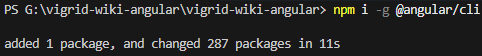 PS G:\vigrid-wiki-angular\vigrid-wiki-angular> npm i -g @angular/cli
added 1 package, and changed 287 packages in 11s